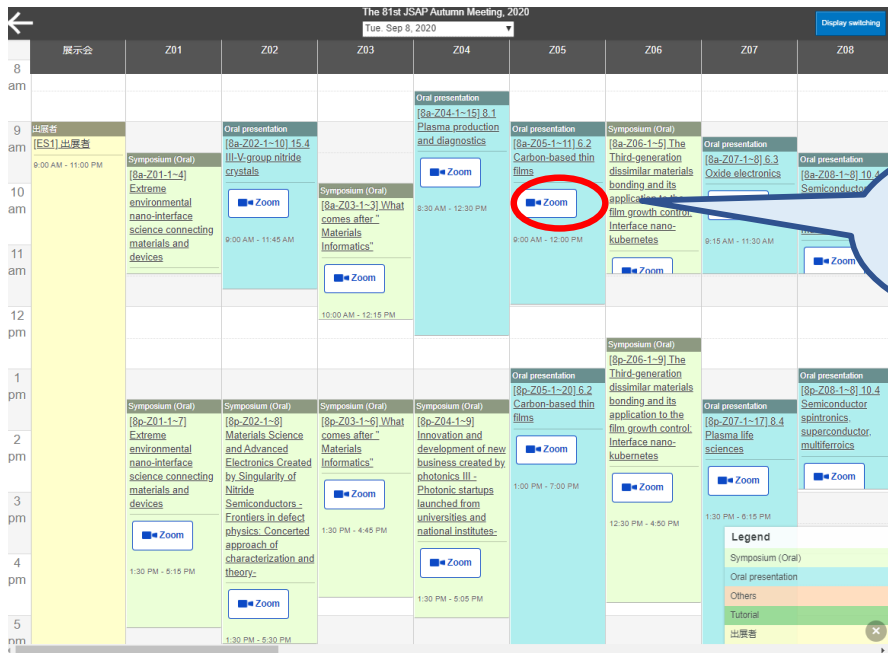 The 81st JSAP Autumn Meeting, 2020
Tue. Sep 8, 2020
Display switching
展示会
Z01
Z02
Z03
Z04
Z05
Z06
Z07
Z08
8
am
9
am
10
am
11
am
12
pm
1
pm
2
pm
3
pm
4
pm
5
pm
出展者
[ES1] 出展者
9:00 AM - 11:00 PM
Symposium (Oral)
[8a-Z01-1~4]
Extreme
environmental
nano-interface
science connecting
materials and
devices
Symposium (Oral)
[8p-Z01-1~7]
Extreme
environmental
nano-interface
science connecting
materials and
devices
Zoom
1:30 PM - 5:15 PM
Oral presentation
[8a-Z02-1~10] 15.4
III-V-group nitride
crystals
Zoom
9:00 AM - 11:45 AM
Symposium (Oral)
[8p-Z02-1~8]
Materials Science
and Advanced
Electronics Created
by Singularity of
Nitride
Semiconductors -
Frontiers in defect
physics: Concerted
approach of
characterization and
theory-
Zoom
1:30 PM - 5:30 PM
Symposium (Oral)
[8a-Z03-1~3] What
comes after "
Materials
Informatics"
Zoom
10:00 AM - 12:15 PM
Symposium (Oral)
[8p-Z03-1~6] What
comes after "
Materials
Informatics"
Zoom
1:30 PM - 4:45 PM
Oral presentation
[8a-Z04-1~15] 8.1
Plasma production
and diagnostics
Zoom
8:30 AM - 12:30 PM
Symposium (Oral)
[8p-Z04-1~9]
Innovation and
development of new
business created by
photonics III -
Photonic startups
launched from
universities and
national institutes-
Zoom
1:30 PM - 5:05 PM
Oral presentation
[8a-Z05-1~11] 6.2
Carbon-based thin
films
Zoom
9:00 AM - 12:00 PM
Oral presentation
[8p-Z05-1~20] 6.2
Carbon-based thin
films
Zoom
1:00 PM - 7:00 PM
Symposium (Oral)
[8a-Z06-1~5] The
Third-generation
dissimilar materials
bonding and its
application to the
film growth control:
Interface nano-
kubernetes
Zoom
Symposium (Oral)
[8p-Z06-1~9] The
Third-generation
dissimilar materials
bonding and its
application to the
film growth control:
Interface nano-
kubernetes
Zoom
12:30 PM - 4:50 PM
Oral presentation
[8a-Z07-1~8] 6.3
Oxide electronics
9:15 AM - 11:30 AM
Oral presentation
[8p-Z07-1~17] 8.4
Plasma life
sciences
Zoom
1:30 PM - 6:15 PM
Oral presentation
[8a-Z08-1~8] 10.4
Semiconductor
Zoom
Oral presentation
[8p-Z08-1~8] 10.4
Semiconductor
spintronics,
superconductor,
multiferroics
Zoom
Legend
Symposium (Oral)
Oral presentation
Others
Tutorial
出展者